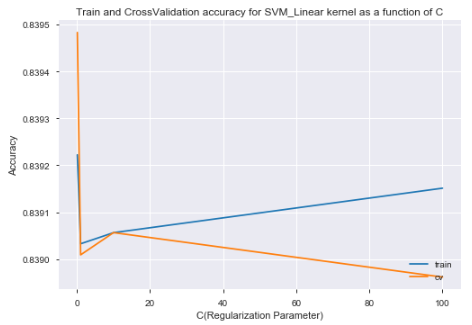 Train and CrossValidation accuracy for SVM_Linear kernel as a function of C
0.8395
0.8394
0.8393
0.8392
0.8391
0.8390
Accuracy
0
20
40
60
80
100
C(Regularization Parameter)
train
cv